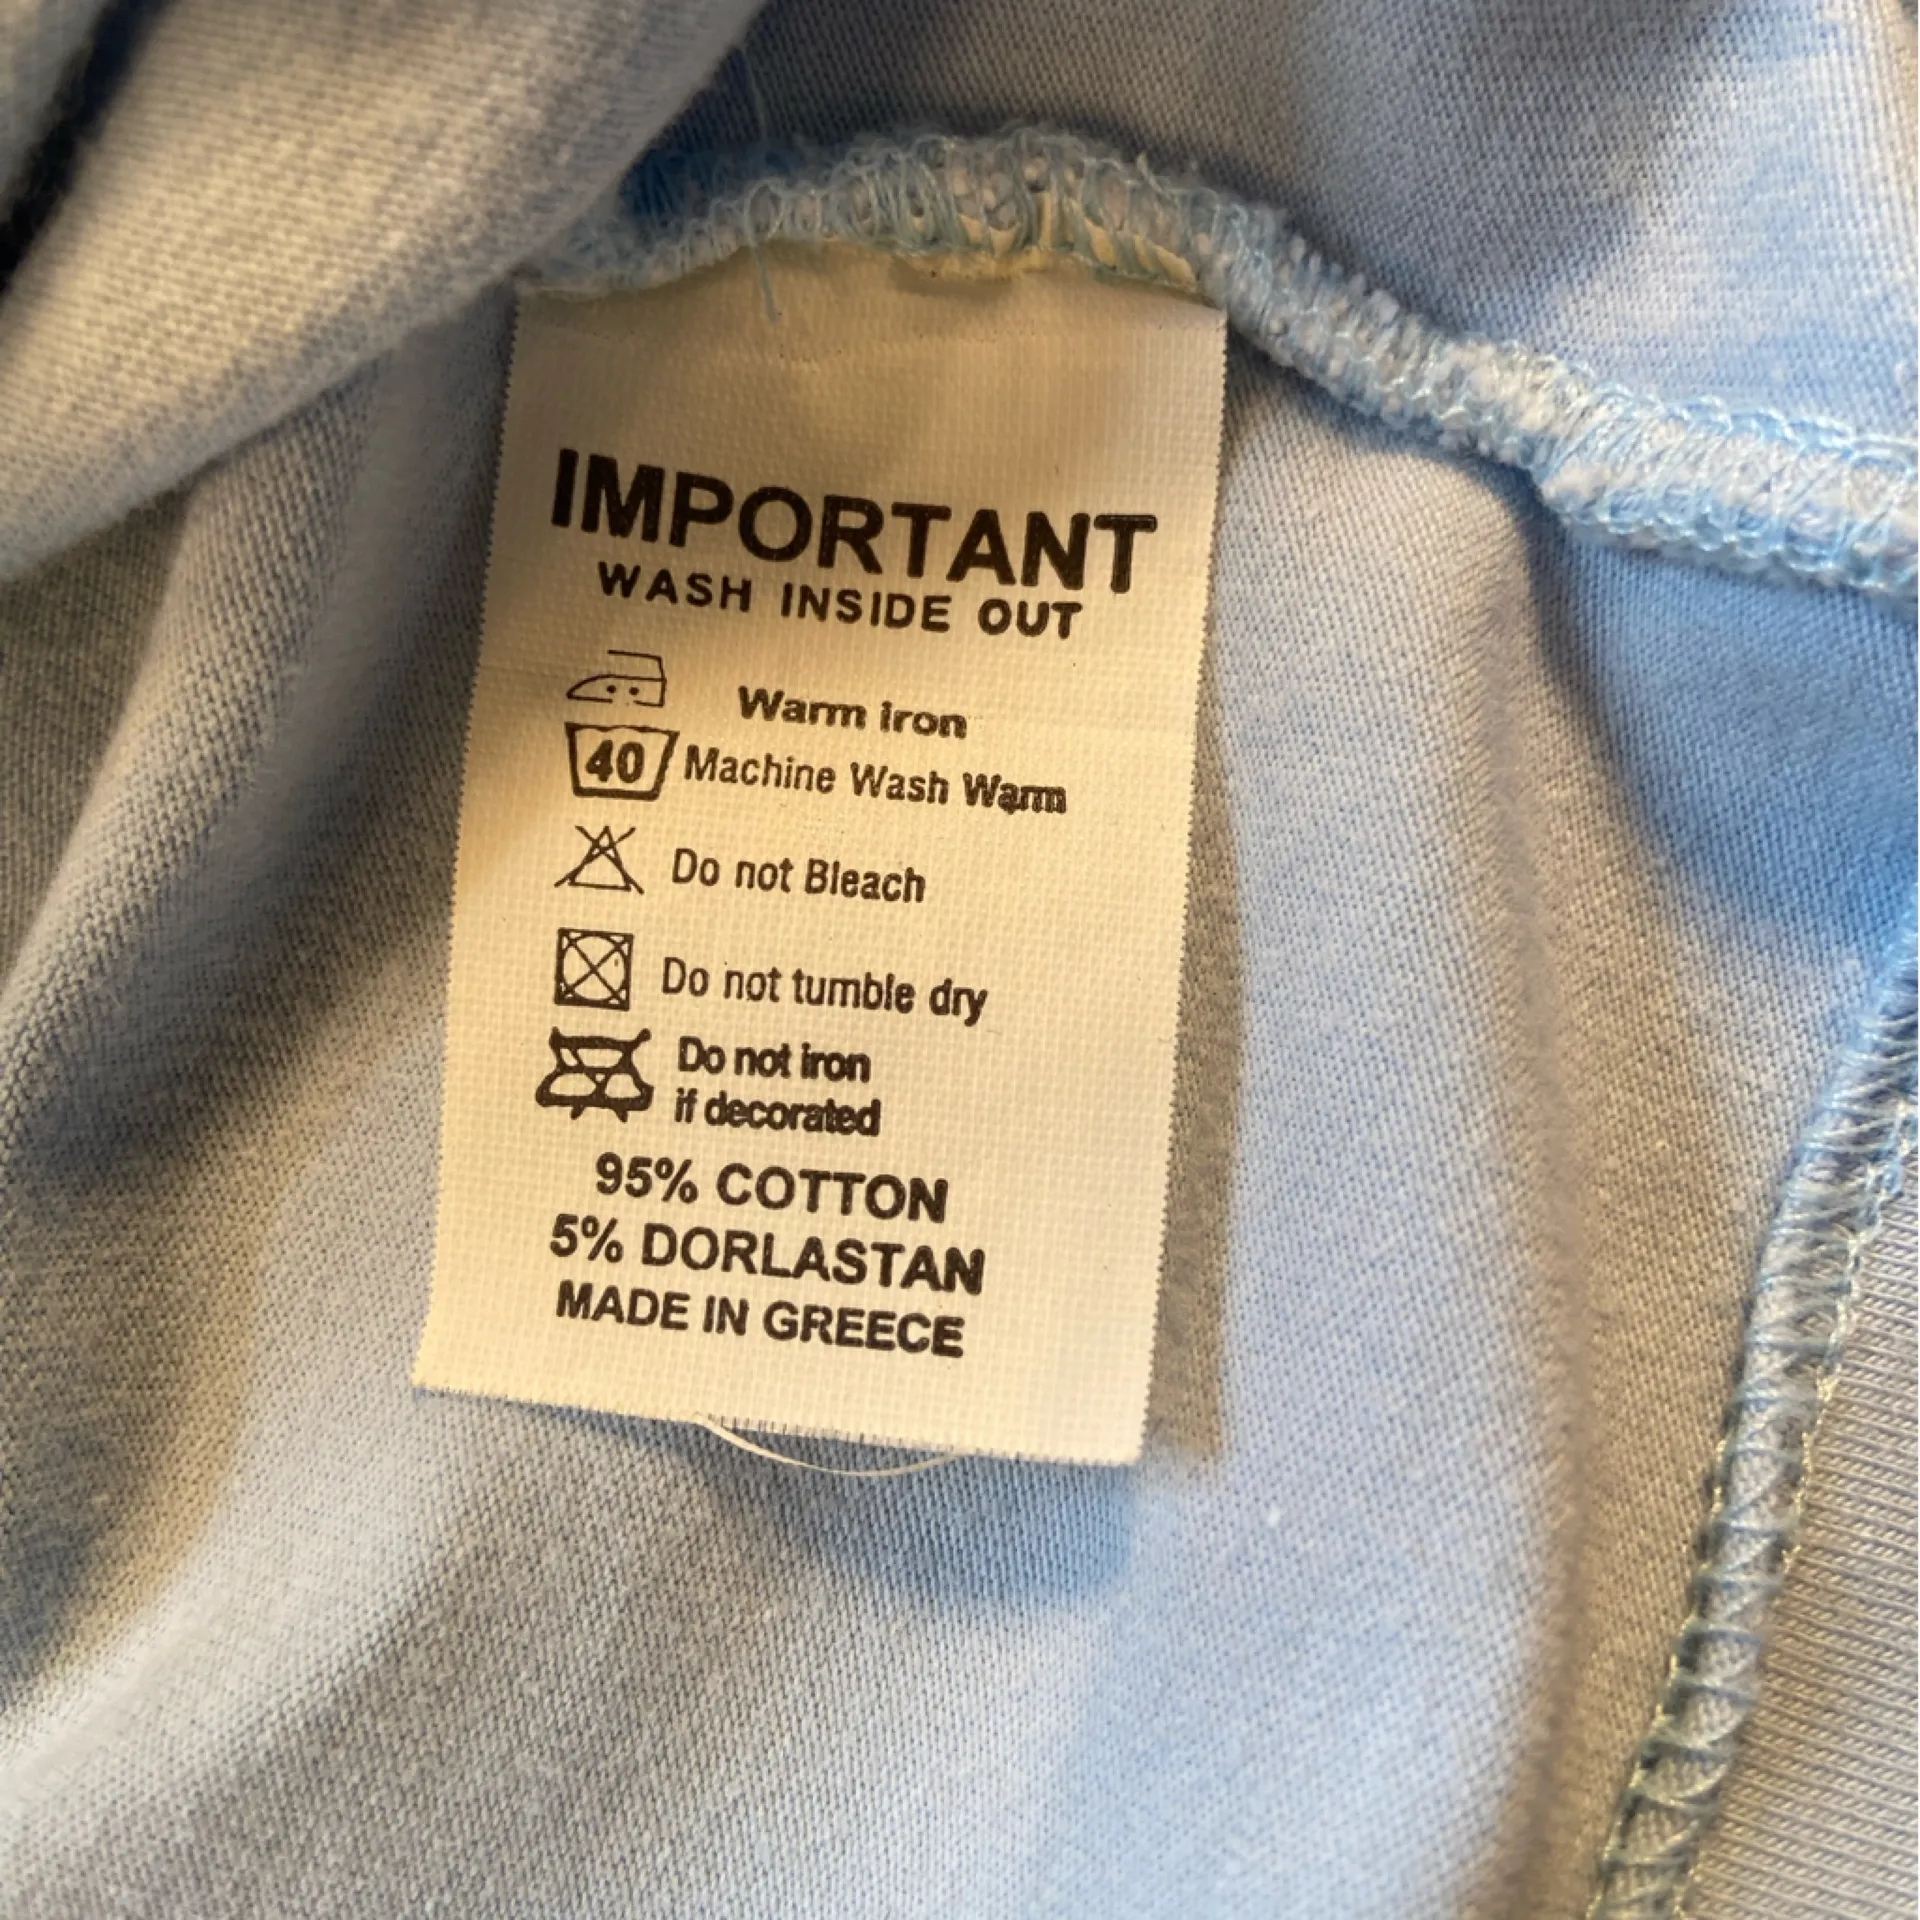 IMPORTANT
WASH INSIDE OUT
Warm iron
40 Machine Wash Warm
Do not Bleach
Do not tumble dry
Do not iron
if decorated
95% COTTON
5% DORLASTAN
MADE IN GREECE